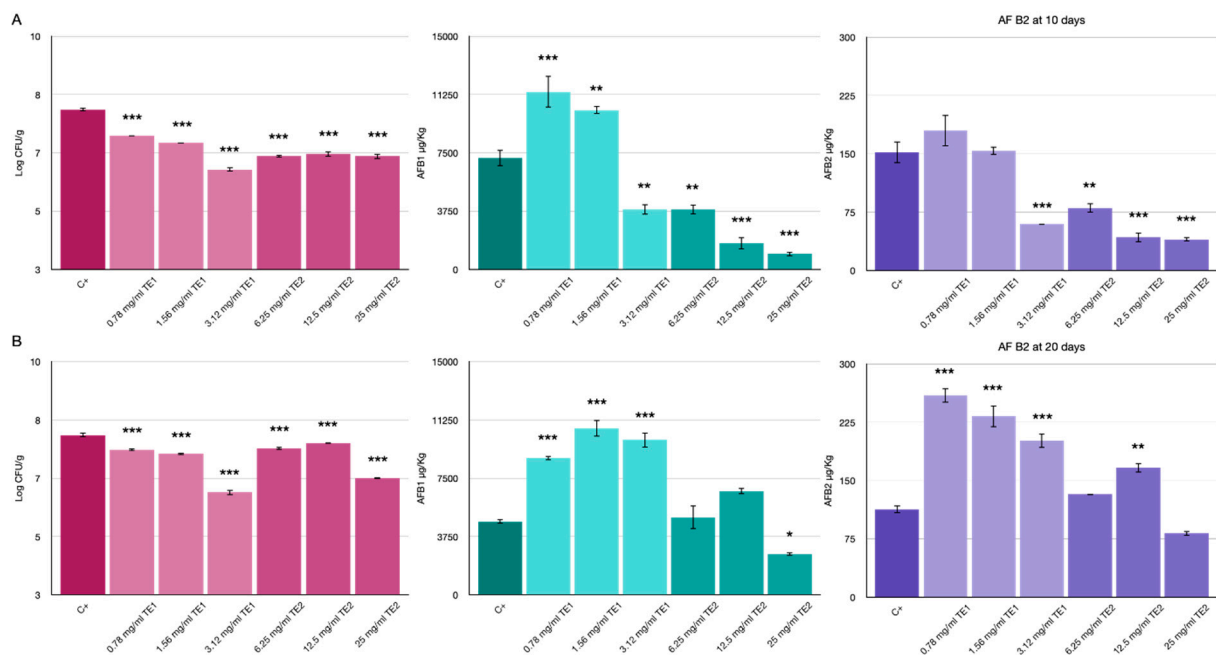 A
AF B2 at 10 days
10
8
7
5
3
Log CFU/g
***
***
***
***
***
***
C+
0.78 mg/ml TE1
1.56 mg/ml TE1
3.12 mg/ml TE1
6.25 mg/ml TE2
12.5 mg/ml TE2
25 mg/ml TE2
15000
11250
7500
3750
0
AFB1 µg/Kg
***
**
**
**
***
***
C+
0.78 mg/ml TE1
1.56 mg/ml TE1
3.12 mg/ml TE1
6.25 mg/ml TE2
12.5 mg/ml TE2
25 mg/ml TE2
300
225
150
75
0
AFB2 µg/Kg
***
**
***
***
C+
0.78 mg/ml TE1
1.56 mg/ml TE1
3.12 mg/ml TE1
6.25 mg/ml TE2
12.5 mg/ml TE2
25 mg/ml TE2
B
AF B2 at 20 days
10
8
7
5
3
Log CFU/g
***
***
***
***
***
***
C+
0.78 mg/ml TE1
1.56 mg/ml TE1
3.12 mg/ml TE1
6.25 mg/ml TE2
12.5 mg/ml TE2
25 mg/ml TE2
15000
11250
7500
3750
0
AFB1 µg/Kg
***
***
***
*
C+
0.78 mg/ml TE1
1.56 mg/ml TE1
3.12 mg/ml TE1
6.25 mg/ml TE2
12.5 mg/ml TE2
25 mg/ml TE2
300
225
150
75
0
AFB2 µg/Kg
***
***
***
**
C+
0.78 mg/ml TE1
1.56 mg/ml TE1
3.12 mg/ml TE1
6.25 mg/ml TE2
12.5 mg/ml TE2
25 mg/ml TE2